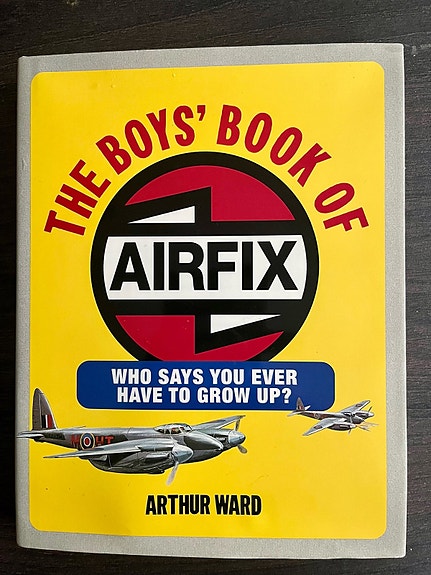 THE BOYS' BOOK OF
AIRFIX
WHO SAYS YOU EVER
HAVE TO GROW UP?
ARTHUR WARD